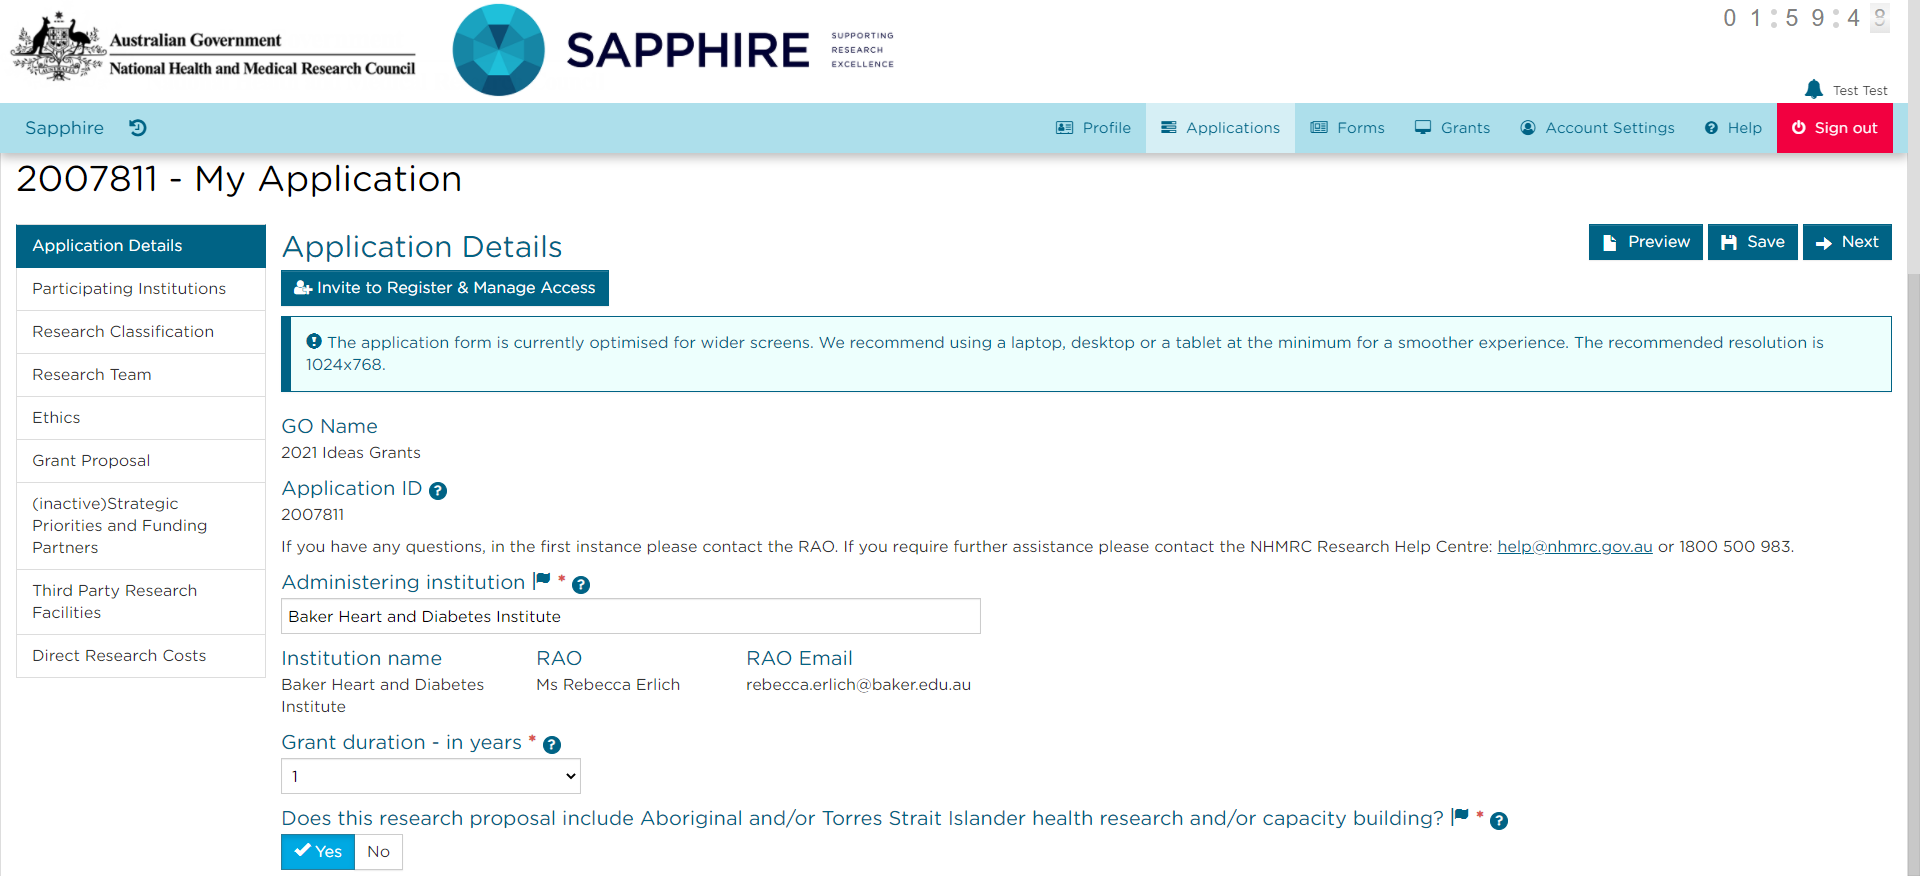 Australian Government
National Health and Medical Research Council
SAPPHIRE
SUPPORTING
RESEARCH
EXCELLENCE
01:59:48
Test Test
Sapphire
Profile
Applications
Forms
Grants
Account Settings
Help
Sign out
2007811 - My Application
Application Details
Participating Institutions
Research Classification
Research Team
Ethics
Grant Proposal
(inactive)Strategic
Priorities and Funding
Partners
Third Party Research
Facilities
Direct Research Costs
Application Details
Preview
Save
Next
Invite to Register & Manage Access
The application form is currently optimised for wider screens. We recommend using a laptop, desktop or a tablet at the minimum for a smoother experience. The recommended resolution is
1024x768.
GO Name
2021 Ideas Grants
Application ID
2007811
If you have any questions, in the first instance please contact the RAO. If you require further assistance please contact the NHMRC Research Help Centre: help@nhmrc.gov.au or 1800 500 983.
Administering institution *
Baker Heart and Diabetes Institute
Institution name
RAO
RAO Email
Baker Heart and Diabetes
Institute
Ms Rebecca Erlich
rebecca.erlich@baker.edu.au
Grant duration - in years *
1
Does this research proposal include Aboriginal and/or Torres Strait Islander health research and/or capacity building? *
Yes
No